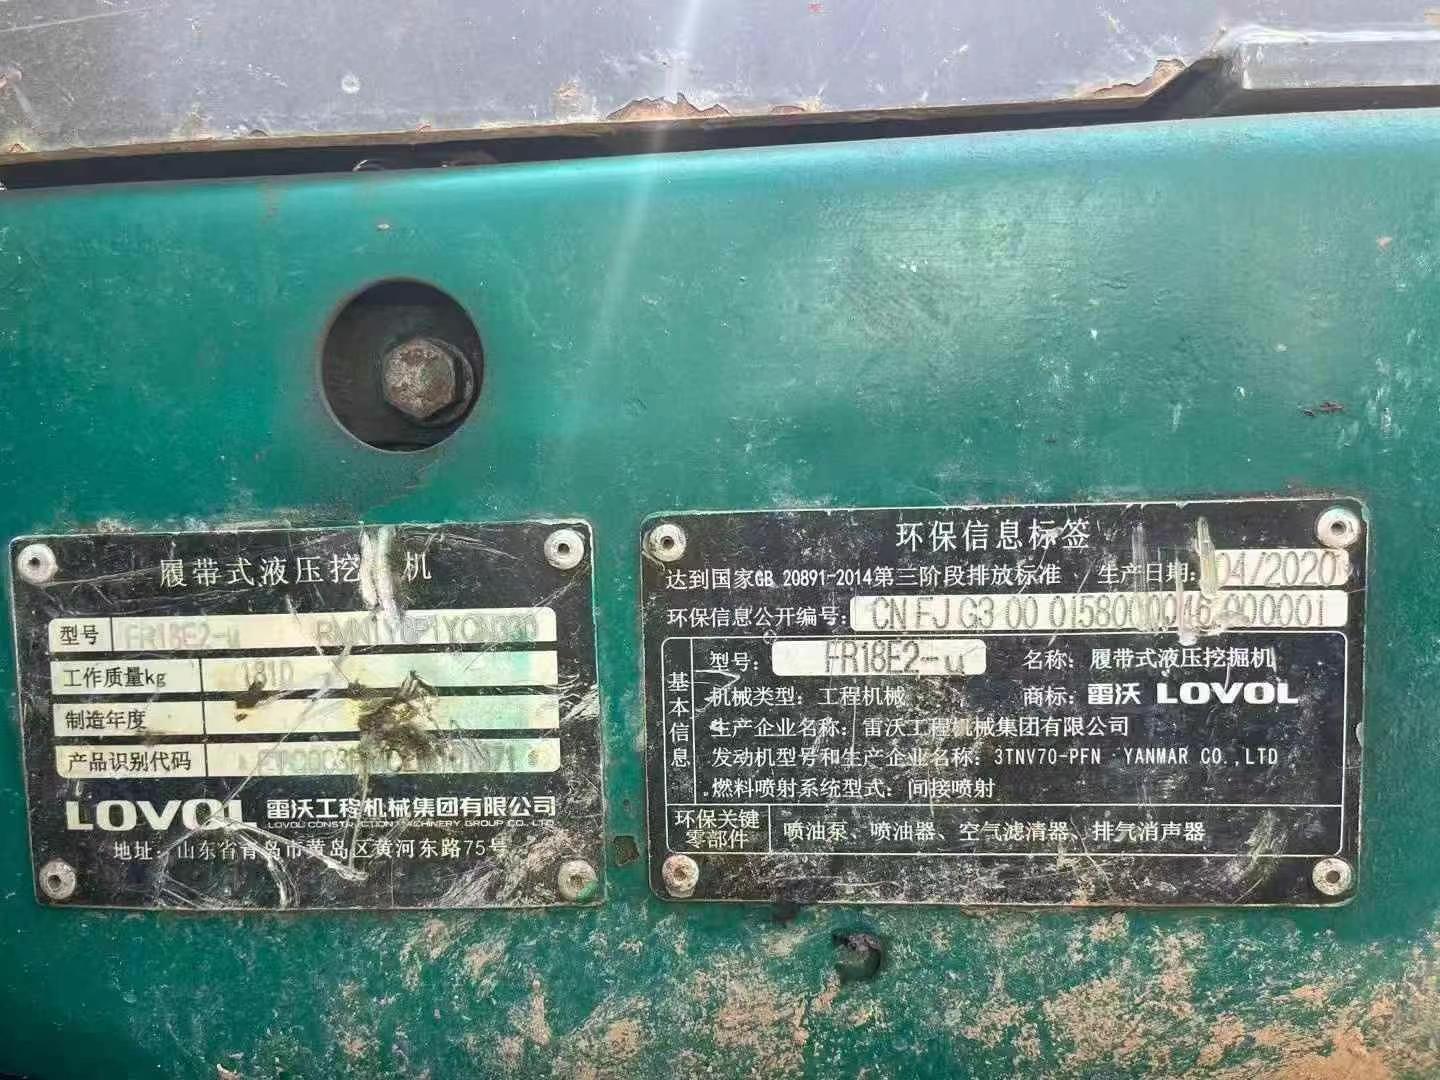 履带式液压挖 机
型号 FR18E2-u
工作质量kg 1810
制造年度
产品识别代码
LOVOL 雷沃工程机械集团有限公司
LOVOL CONSTRUCTION MACHINERY GROUP CO., LTD
地址: 山东省青岛市黄岛区黄河东路75号
环保信息标签
达到国家GB 20891-2014第三阶段排放标准 生产日期: 04/2020
环保信息公开编号: CN FJ G3 00 0158000046 000001
基本信息
型号: FR18E2-u 名称: 履带式液压挖掘机
机械类型: 工程机械 商标: 雷沃 LOVOL
生产企业名称: 雷沃工程机械集团有限公司
发动机型号和生产企业名称: 3TNV70-PFN YANMAR CO.,LTD
燃料喷射系统型式: 间接喷射
环保关键零部件 喷油泵、喷油器、空气滤清器、排气消声器